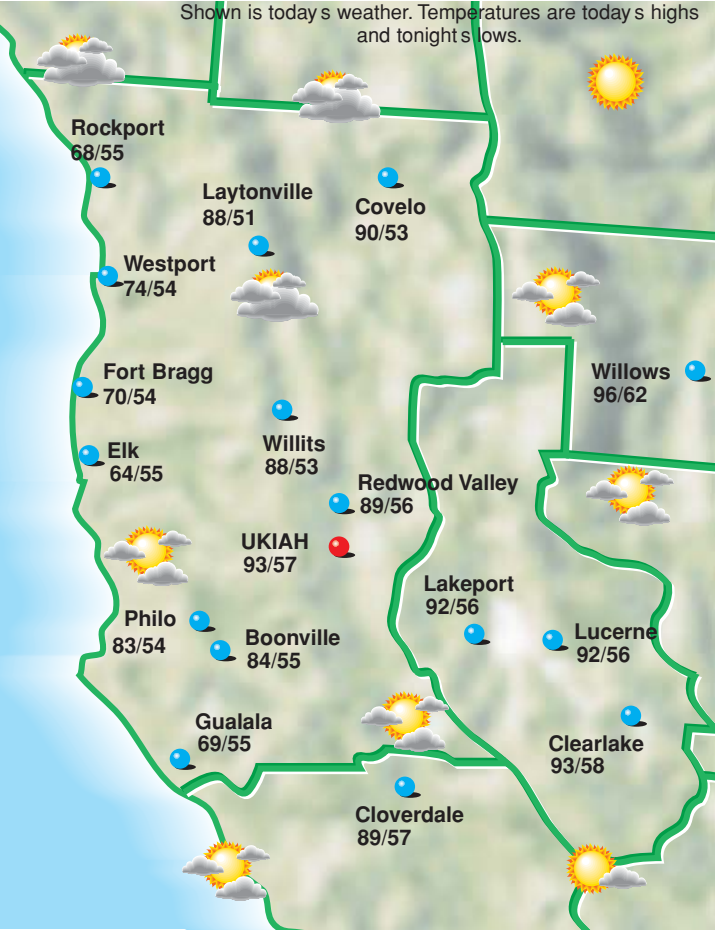 Shown is today s weather. Temperatures are today s highs
and tonight s lows.
Rockport
68/55
Laytonville
88/51
Covelo
90/53
Westport
74/54
Fort Bragg
70/54
Willows
96/62
Elk
64/55
Willits
88/53
Redwood Valley
89/56
UKIAH
93/57
Lakeport
92/56
Philo
83/54
Boonville
84/55
Lucerne
92/56
Gualala
69/55
Clearlake
93/58
Cloverdale
89/57